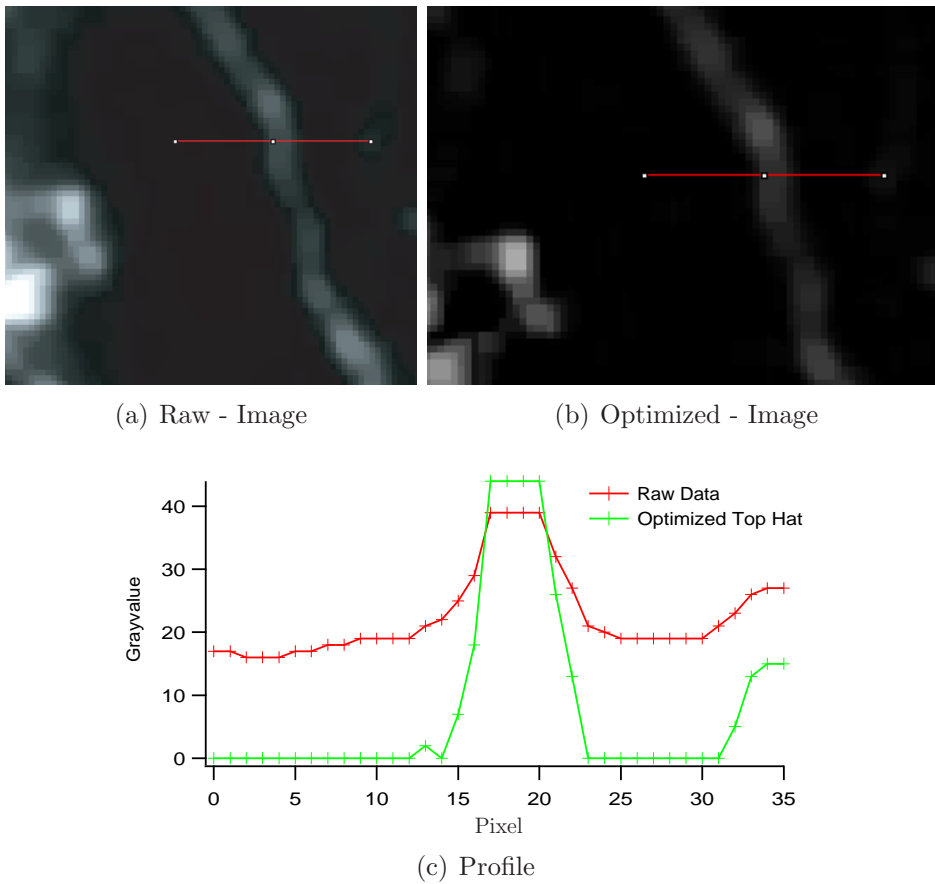 (a) Raw - Image
(b) Optimized - Image
Raw Data
Optimized Top Hat
Grayvalue
40
30
20
10
0
0 5 10 15 20 25 30 35
Pixel
(c) Profile